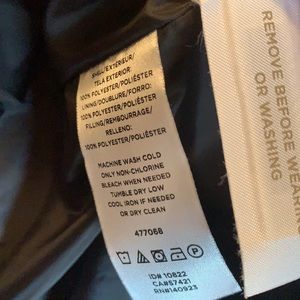 SHELL/EXTERIEUR/
TELA EXTERIOR:
100% POLYESTER/POLIÉSTER
LINING/DOUBLURE/FORRO:
100% POLYESTER/POLIÉSTER
FILLING/REMBOURRAGE/
RELLENO:
100% POLYESTER/POLIÉSTER
MACHINE WASH COLD
ONLY NON-CHLORINE
BLEACH WHEN NEEDED
TUMBLE DRY LOW
COOL IRON IF NEEDED
OR DRY CLEAN
477068
ID# 10822
CA#57421
RN#140923
REMOVE BEFORE WEARING
OR WASHING